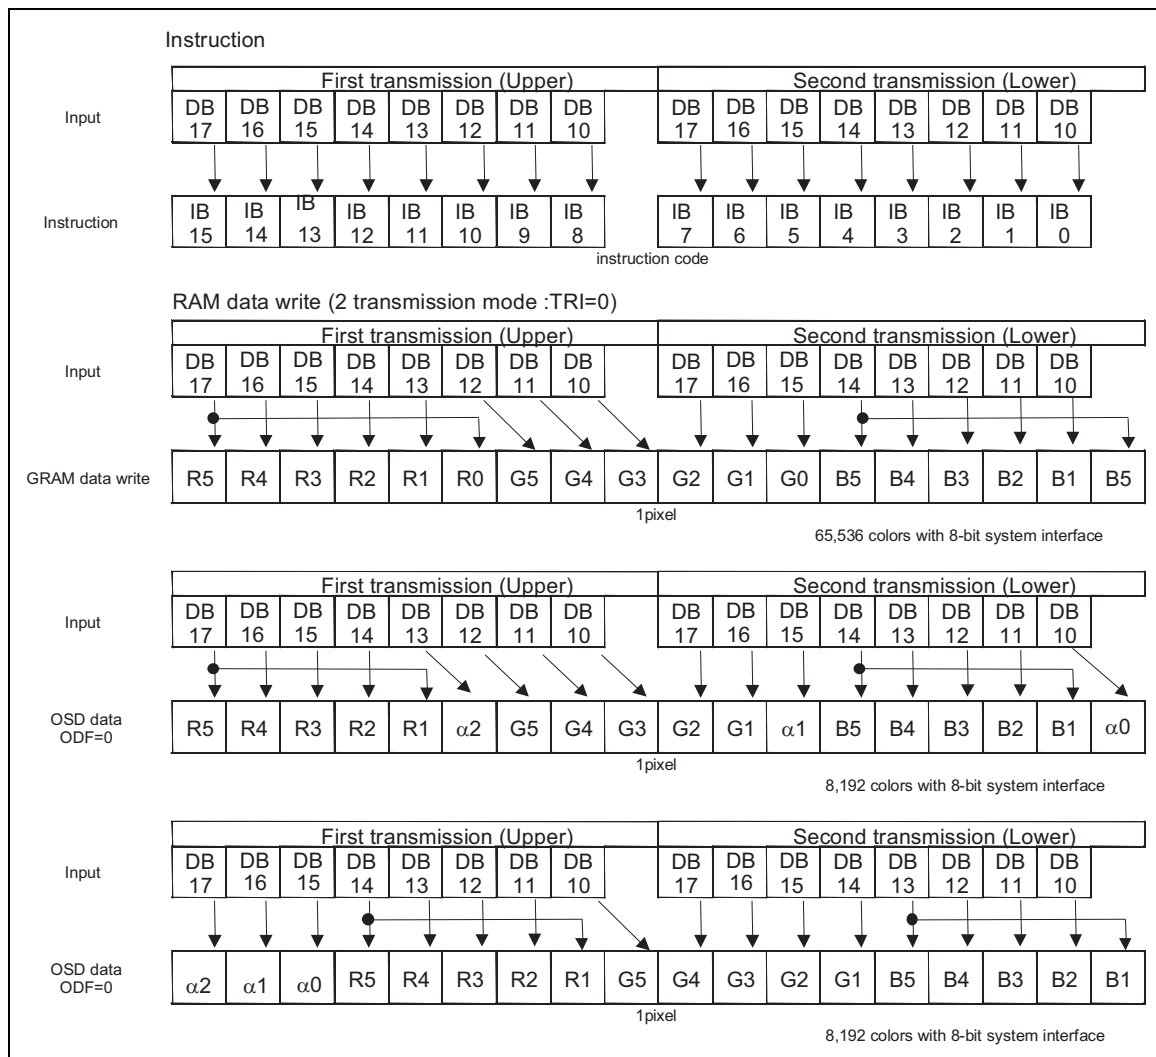 Instruction
First transmission (Upper) Second transmission (Lower)
Input DB 17 DB 16 DB 15 DB 14 DB 13 DB 12 DB 11 DB 10 DB 17 DB 16 DB 15 DB 14 DB 13 DB 12 DB 11 DB 10
Instruction IB 15 IB 14 IB 13 IB 12 IB 11 IB 10 IB 9 IB 8 IB 7 IB 6 IB 5 IB 4 IB 3 IB 2 IB 1 IB 0
instruction code
RAM data write (2 transmission mode :TRI=0)
First transmission (Upper) Second transmission (Lower)
Input DB 17 DB 16 DB 15 DB 14 DB 13 DB 12 DB 11 DB 10 DB 17 DB 16 DB 15 DB 14 DB 13 DB 12 DB 11 DB 10
GRAM data write R5 R4 R3 R2 R1 R0 G5 G4 G3 G2 G1 G0 B5 B4 B3 B2 B1 B5
1pixel
65,536 colors with 8-bit system interface
First transmission (Upper) Second transmission (Lower)
Input DB 17 DB 16 DB 15 DB 14 DB 13 DB 12 DB 11 DB 10 DB 17 DB 16 DB 15 DB 14 DB 13 DB 12 DB 11 DB 10
OSD data ODF=0 R5 R4 R3 R2 R1 α2 G5 G4 G3 G2 G1 α1 B5 B4 B3 B2 B1 α0
1pixel
8,192 colors with 8-bit system interface
First transmission (Upper) Second transmission (Lower)
Input DB 17 DB 16 DB 15 DB 14 DB 13 DB 12 DB 11 DB 10 DB 17 DB 16 DB 15 DB 14 DB 13 DB 12 DB 11 DB 10
OSD data ODF=0 α2 α1 α0 R5 R4 R3 R2 R1 G5 G4 G3 G2 G1 B5 B4 B3 B2 B1
1pixel
8,192 colors with 8-bit system interface